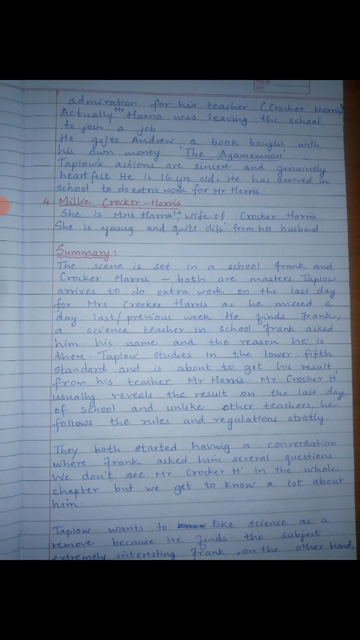 admiration for his teacher (Crocker Harris)
Actually Mr Harris was leaving the school
to join a job
He gifts Andrew a book bought with
his own money 'The Agamemnon'
Taplow's actions are sincere and genuinely
heartfelt He is 16 yrs old. He has arrived in
school to do extra work for Mr Harris.
4. Millie Crocker-Harris
She is Mrs Harris, wife of Crocker Harris
She is young and quite diff. from her husband
Summary:
The scene is set in a school Frank and
Crocker Harris – both are masters. Taplow
arrives to do extra work on the last day
for Mrs Crocker Harris as he missed a
day last/previous week. He finds Frank,
a science teacher in school. Frank asked
him his name and the reason he is
there. Taplow studies in the lower fifth
standard and is about to get his result
from his teacher Mr Harris. Mr. Crocker H'
usually reveals the result on the last day
of school and unlike other teachers, he
follows the rules and regulations strictly.
They both started having a conversation
where Frank asked him several questions
We don't see Mr Crocker H' in the whole
chapter but we get to know a lot about
him
Taplow wants to take science as a
remove because he finds the subject
extremely interesting Frank, on the other hand,